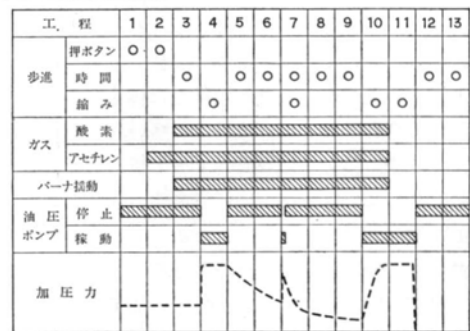 工程 1 2 3 4 5 6 7 8 9 10 11 12 13
歩進
押ボタン
時間
縮み
ガス
酸素
アセチレン
バーナ揺動
油圧ポンプ
停止
稼動
加圧力